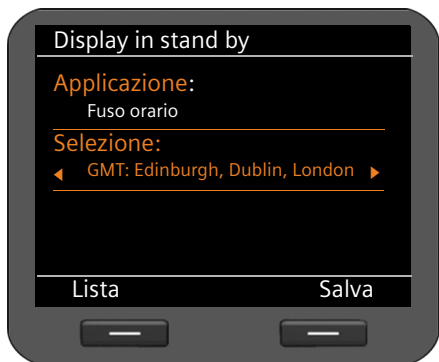 Display in stand by
Applicazione:
Fuso orario
Selezione:
GMT: Edinburgh, Dublin, London
Lista Salva